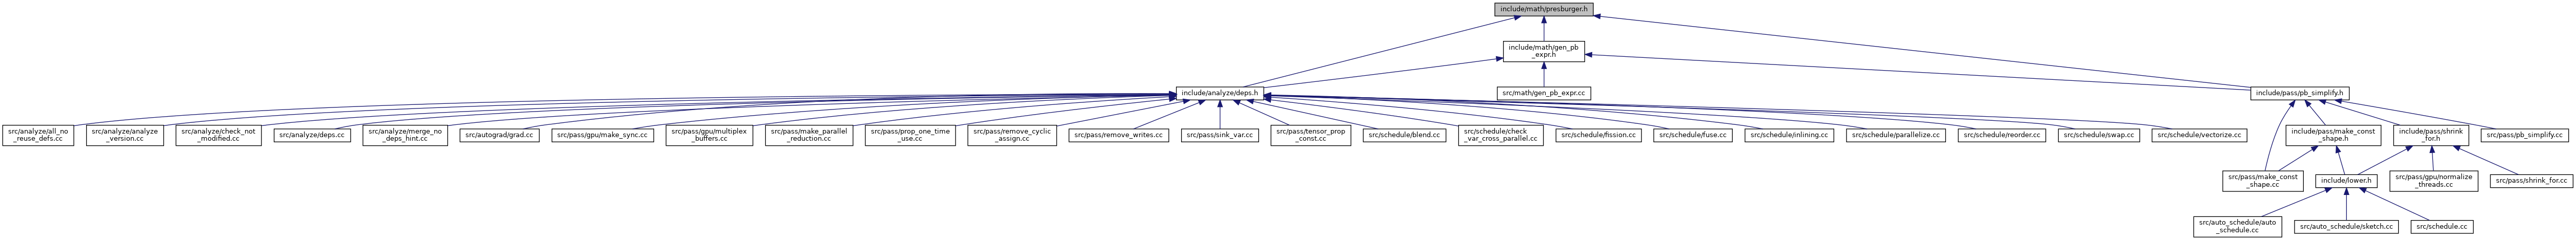 include/math/presburger.h
include/math/gen_pb
_expr.h
include/analyze/deps.h
src/math/gen_pb_expr.cc
include/pass/pb_simplify.h
src/analyze/all_no
_reuse_defs.cc
src/analyze/analyze
_version.cc
src/analyze/check_not
_modified.cc
src/analyze/deps.cc
src/analyze/merge_no
_deps_hint.cc
src/autograd/grad.cc
src/pass/gpu/make_sync.cc
src/pass/gpu/multiplex
_buffers.cc
src/pass/make_parallel
_reduction.cc
src/pass/prop_one_time
_use.cc
src/pass/remove_cyclic
_assign.cc
src/pass/remove_writes.cc
src/pass/sink_var.cc
src/pass/tensor_prop
_const.cc
src/schedule/blend.cc
src/schedule/check
_var_cross_parallel.cc
src/schedule/fission.cc
src/schedule/fuse.cc
src/schedule/inlining.cc
src/schedule/parallelize.cc
src/schedule/reorder.cc
src/schedule/swap.cc
src/schedule/vectorize.cc
include/pass/make_const
_shape.h
include/pass/shrink
_for.h
src/pass/pb_simplify.cc
src/pass/make_const
_shape.cc
include/lower.h
src/pass/gpu/normalize
_threads.cc
src/pass/shrink_for.cc
src/auto_schedule/auto
_schedule.cc
src/auto_schedule/sketch.cc
src/schedule.cc